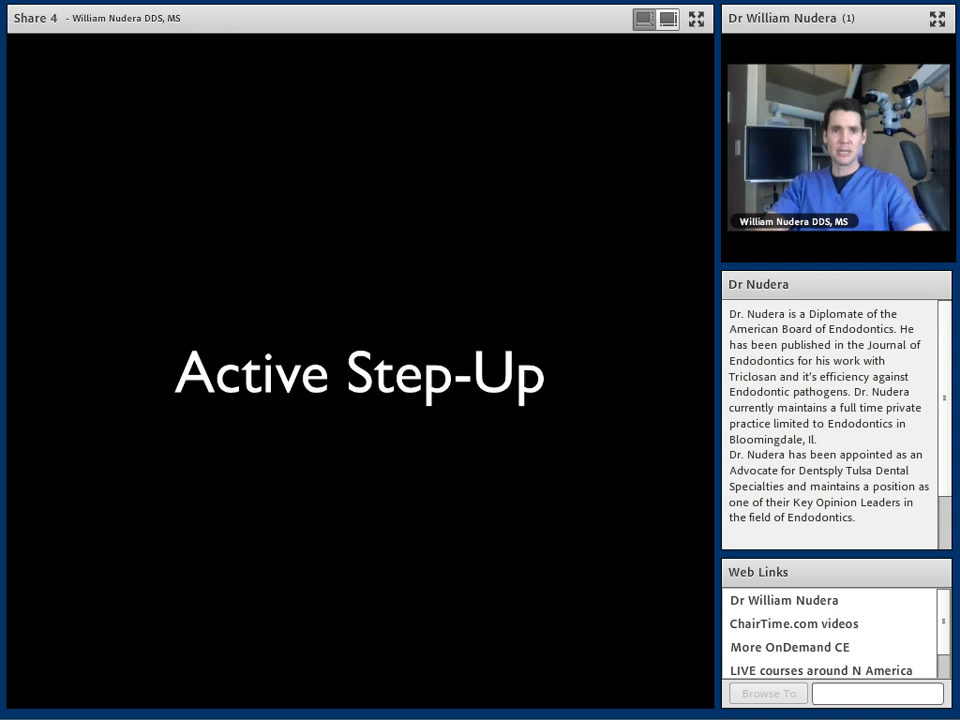 Share 4 - William Nudera DDS, MS
Active Step-Up
Dr William Nudera (1)
William Nudera DDS, MS
Dr Nudera
Dr. Nudera is a Diplomate of the
American Board of Endodontics. He
has been published in the Journal of
Endodontics for his work with
Triclosan and it's efficiency against
Endodontic pathogens. Dr. Nudera
currently maintains a full time private
practice limited to Endodontics in
Bloomingdale, Il.
Dr. Nudera has been appointed as an
Advocate for Dentsply Tulsa Dental
Specialties and maintains a position as
one of their Key Opinion Leaders in
the field of Endodontics.
Web Links
Dr William Nudera
ChairTime.com videos
More OnDemand CE
LIVE courses around N America
Browse To